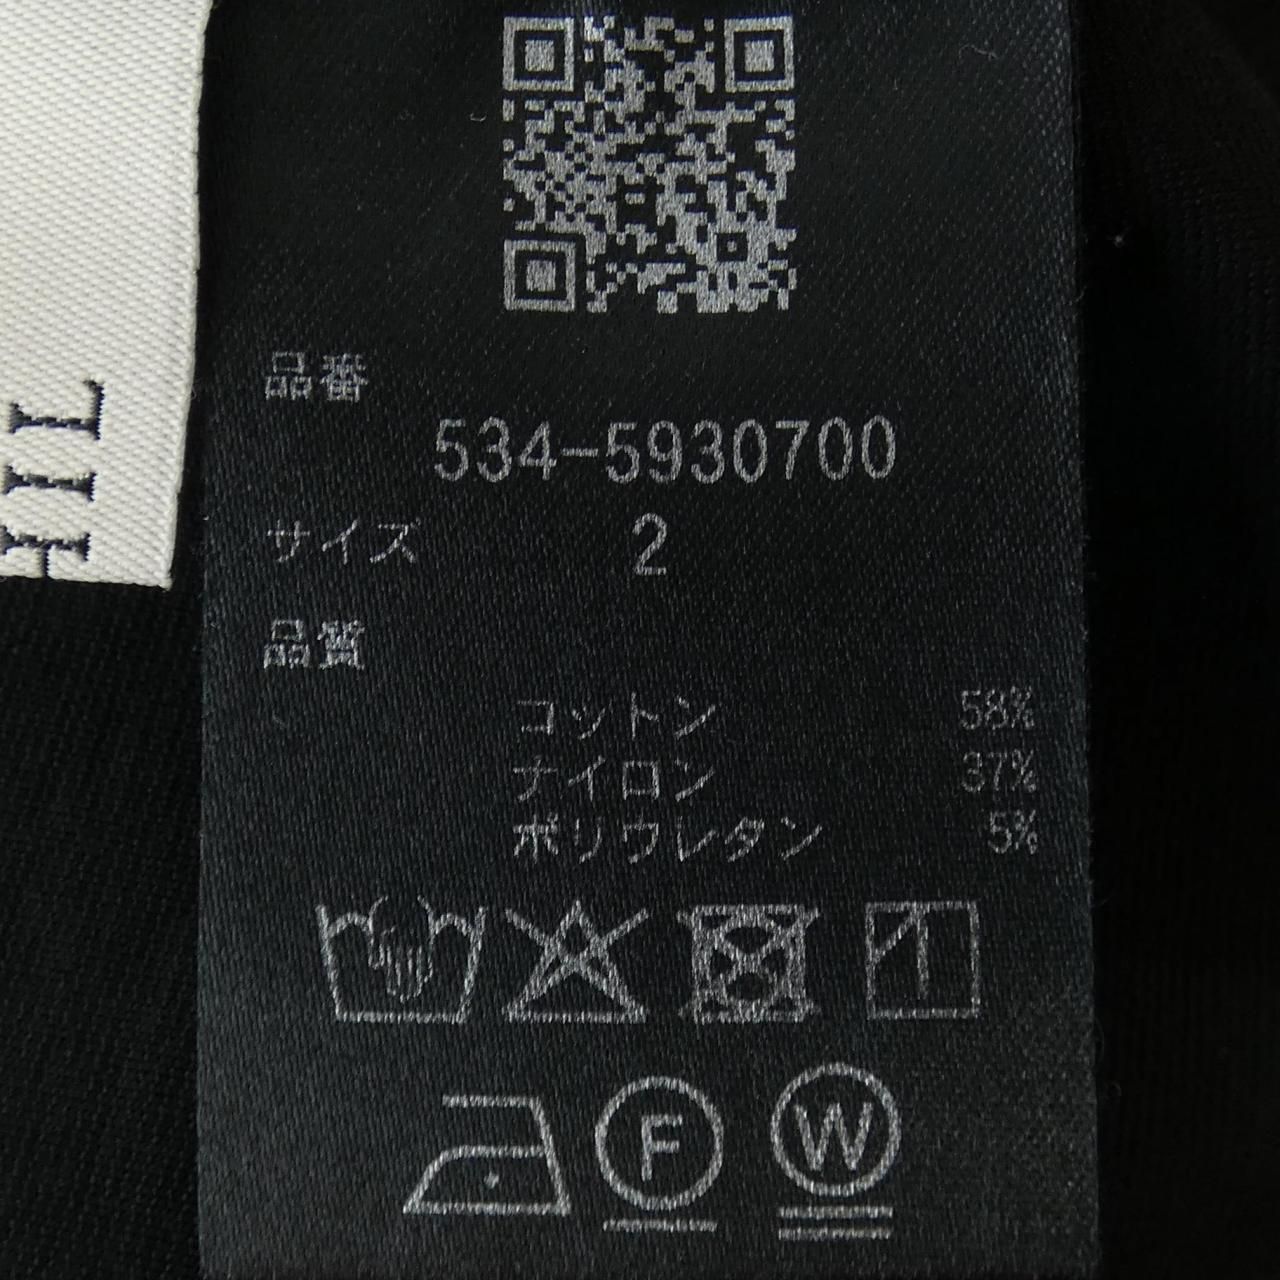 品番
534-5930700
サイズ 2
品質
コットン 58%
ナイロン 37%
ポリウレタン 5%
F
W